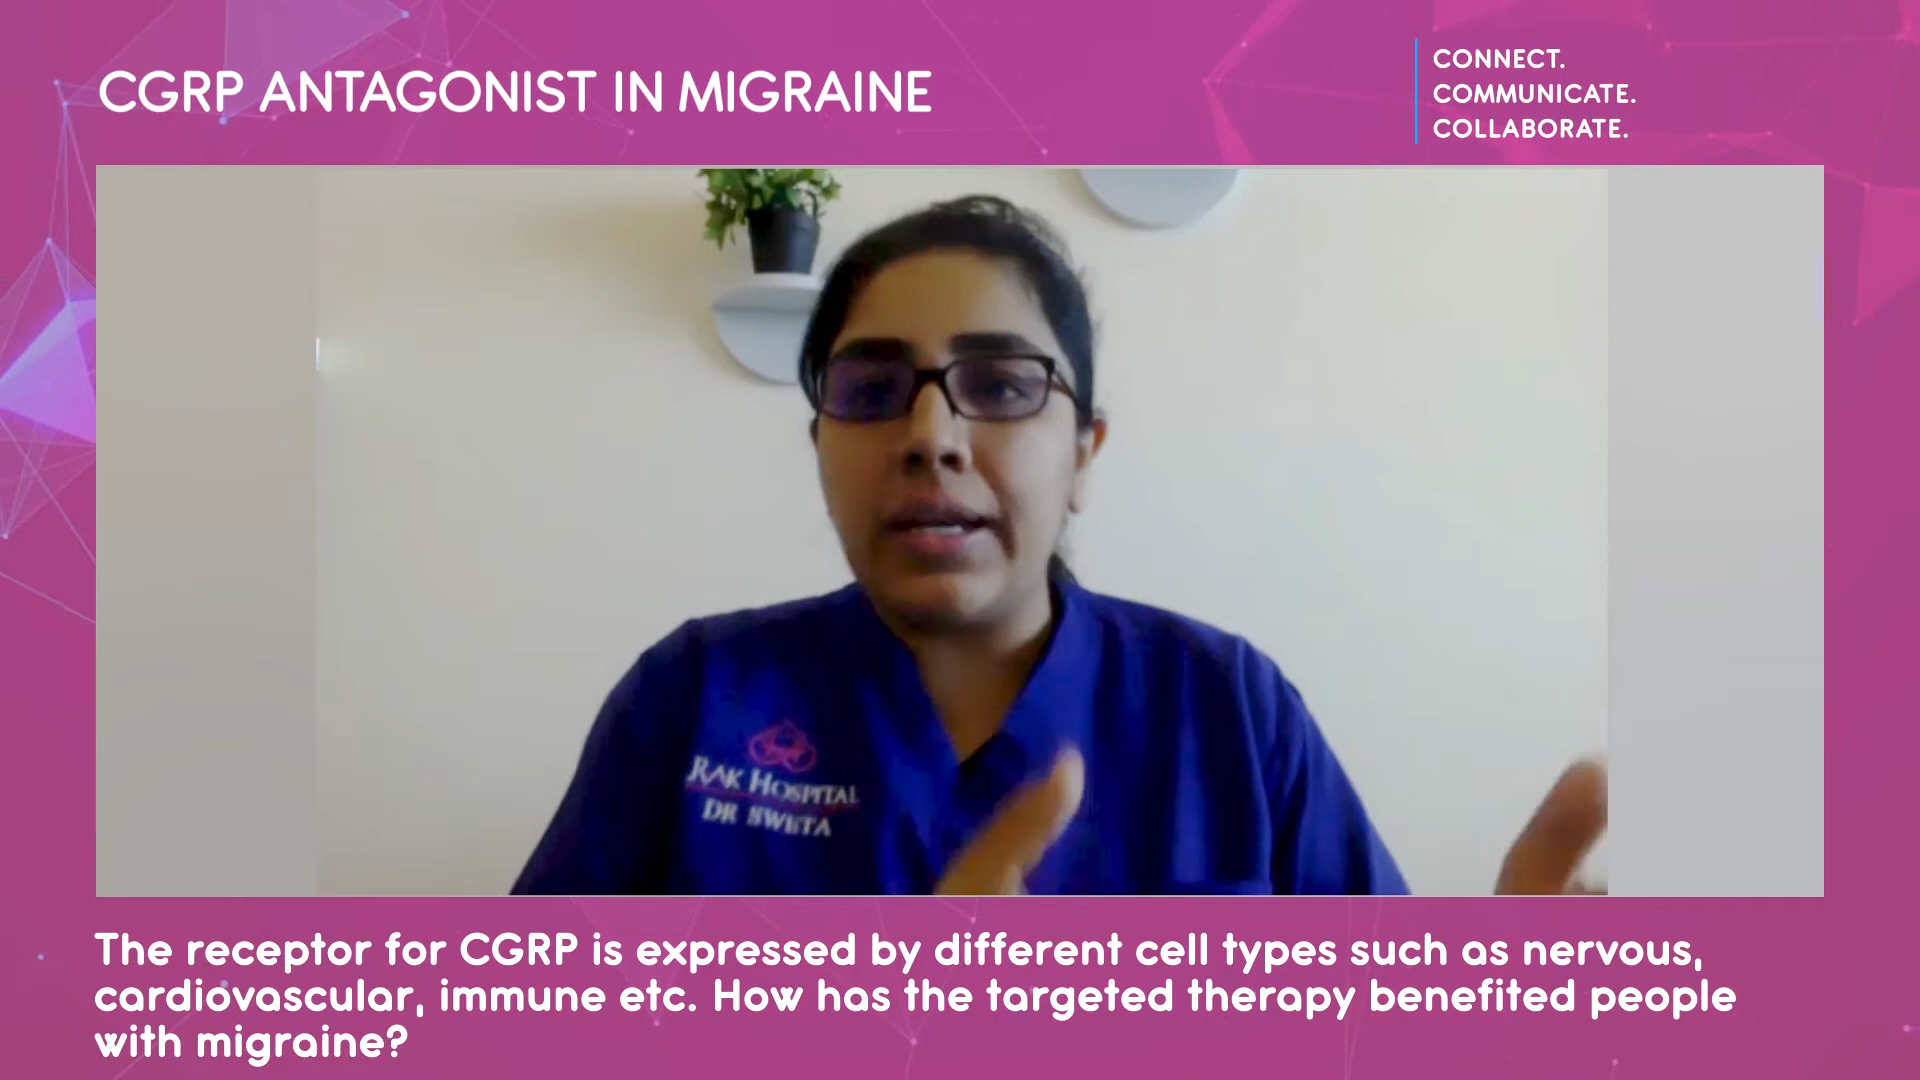 CGRP ANTAGONIST IN MIGRAINE
CONNECT.
COMMUNICATE.
COLLABORATE.
RAK HOSPITAL
DR SWETA
The receptor for CGRP is expressed by different cell types such as nervous,
cardiovascular, immune etc. How has the targeted therapy benefited people
with migraine?